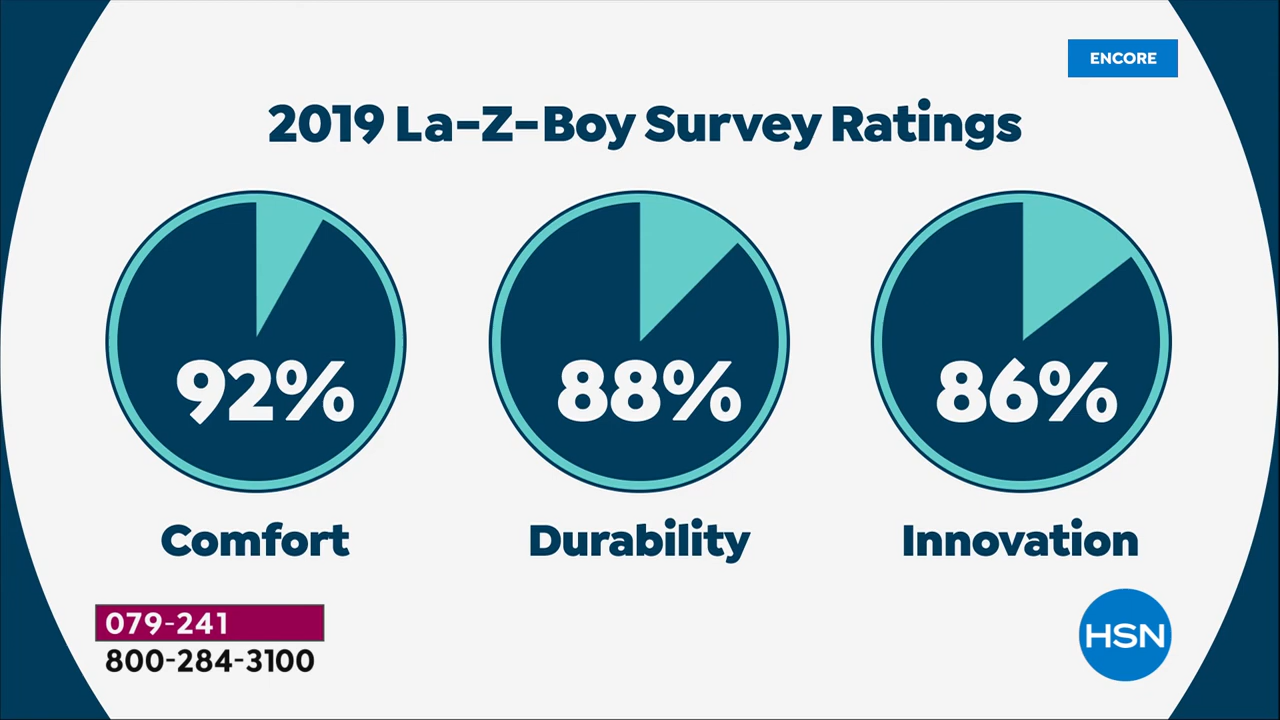 ENCORE
2019 La-Z-Boy Survey Ratings
92%
88%
86%
Comfort
Durability
Innovation
079-241
800-284-3100
HSN